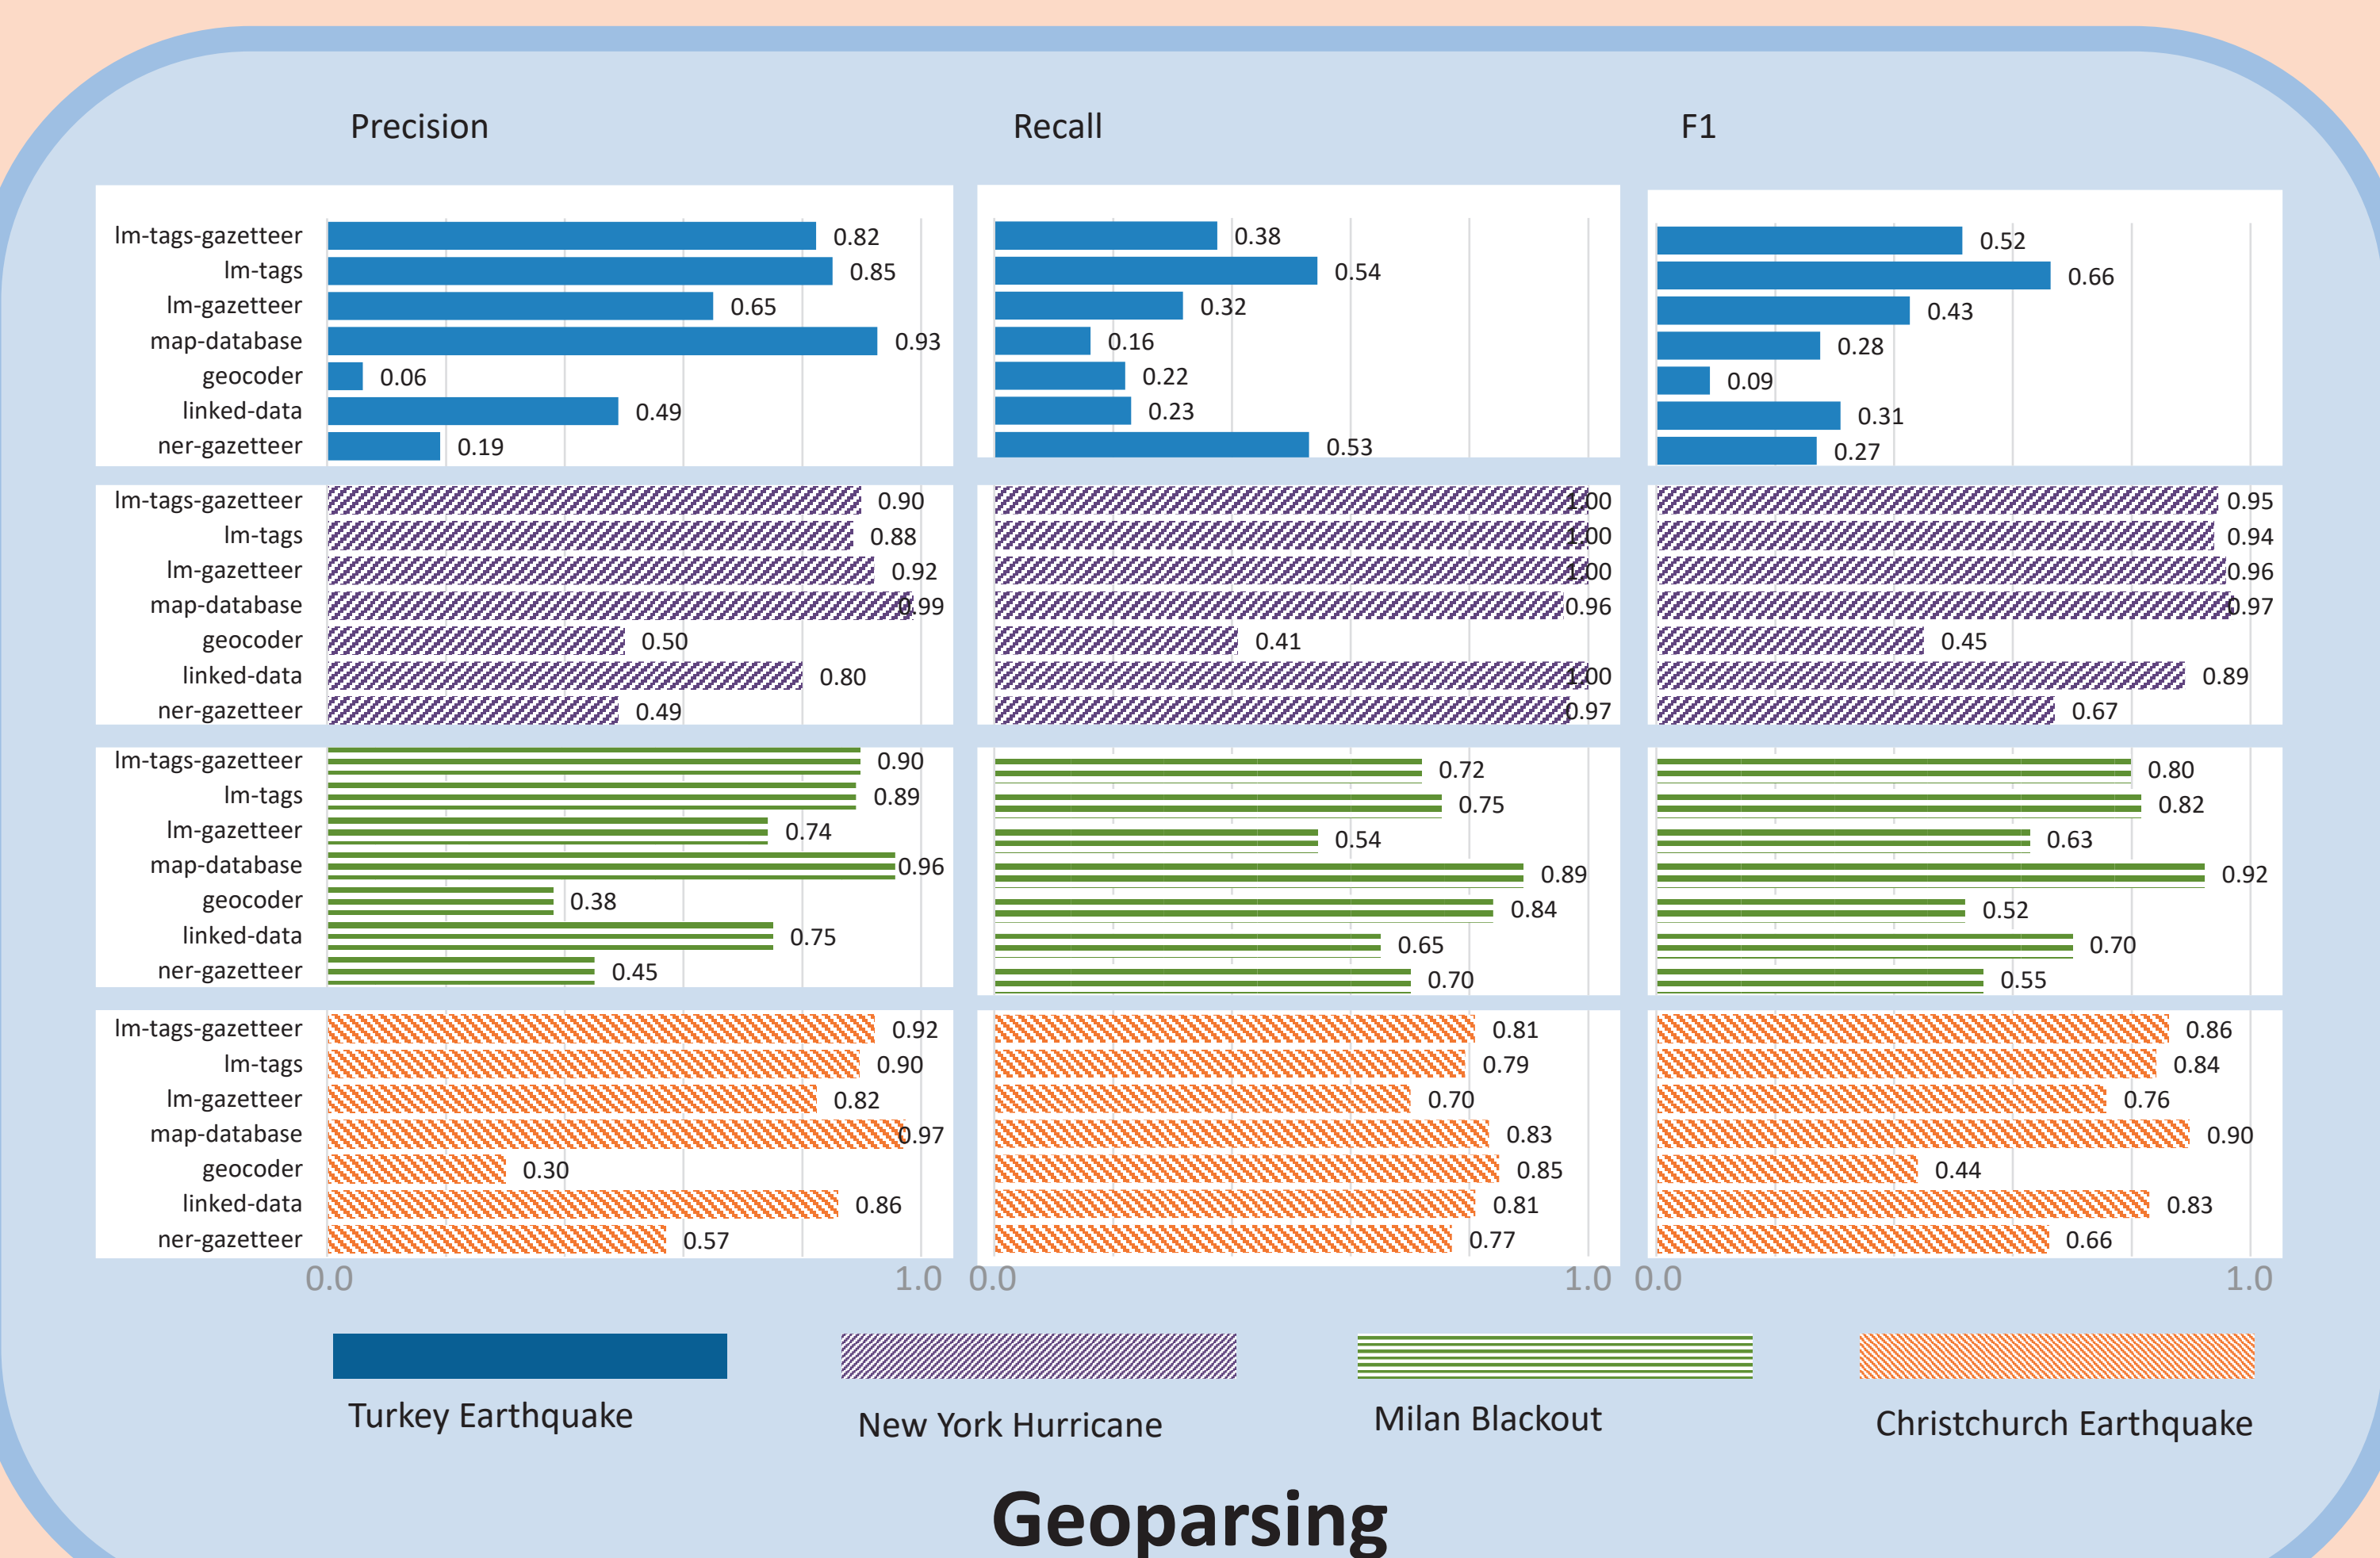 Precision Recall F1
lm-tags-gazetteer 0.82 0.38 0.52
lm-tags 0.85 0.54 0.66
lm-gazetteer 0.65 0.32 0.43
map-database 0.93 0.16 0.28
geocoder 0.06 0.22 0.09
linked-data 0.49 0.23 0.31
ner-gazetteer 0.19 0.53 0.27
lm-tags-gazetteer 0.90 1.00 0.95
lm-tags 0.88 1.00 0.94
lm-gazetteer 0.92 1.00 0.96
map-database 0.99 0.96 0.97
geocoder 0.50 0.41 0.45
linked-data 0.80 1.00 0.89
ner-gazetteer 0.49 0.97 0.67
lm-tags-gazetteer 0.90 0.72 0.80
lm-tags 0.89 0.75 0.82
lm-gazetteer 0.74 0.54 0.63
map-database 0.96 0.89 0.92
geocoder 0.38 0.84 0.52
linked-data 0.75 0.65 0.70
ner-gazetteer 0.45 0.70 0.55
lm-tags-gazetteer 0.92 0.81 0.86
lm-tags 0.90 0.79 0.84
lm-gazetteer 0.82 0.70 0.76
map-database 0.97 0.83 0.90
geocoder 0.30 0.85 0.44
linked-data 0.86 0.81 0.83
ner-gazetteer 0.57 0.77 0.66
0.0 1.0 0.0 1.0 0.0 1.0
Turkey Earthquake New York Hurricane Milan Blackout Christchurch Earthquake
Geoparsing